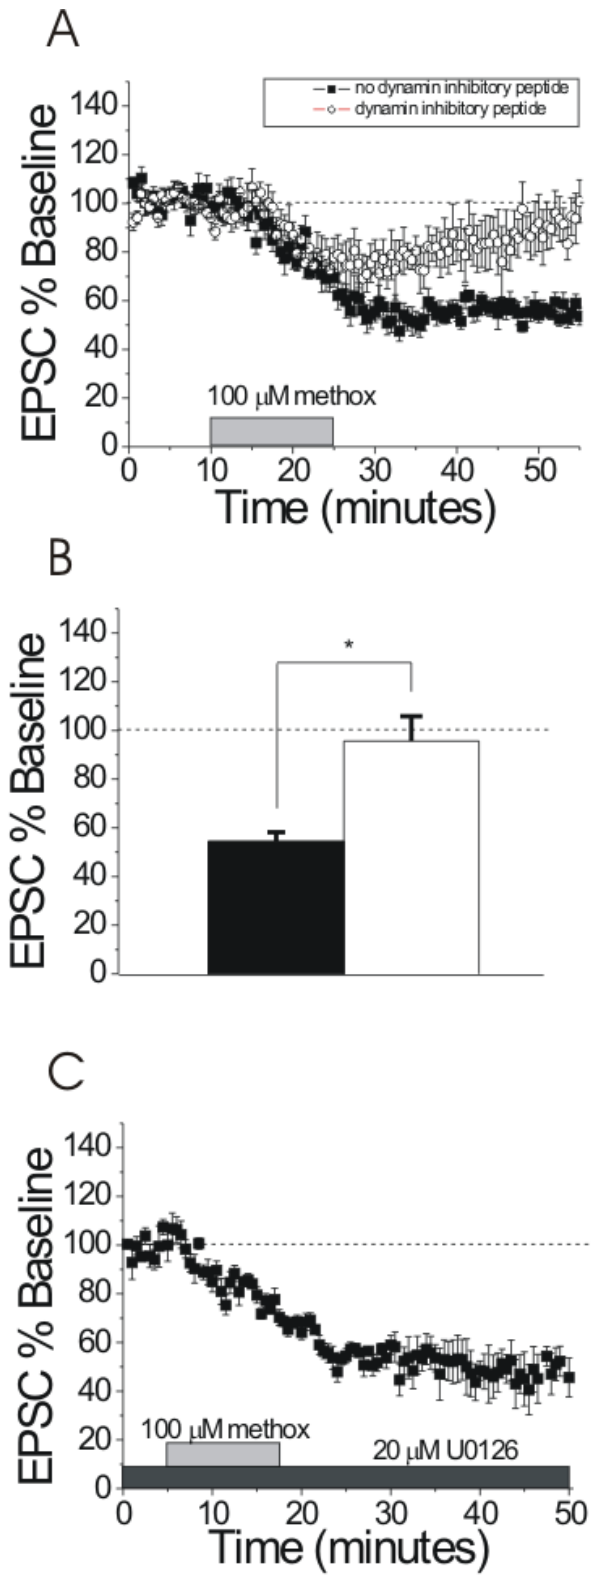 A
no dynamin inhibitory peptide
dynamin inhibitory peptide
EPSC % Baseline
140
120
100
80
60
40
20
0
100 μM methox
0 10 20 30 40 50
Time (minutes)
B
EPSC % Baseline
140
120
100
80
60
40
20
0
*
C
EPSC % Baseline
140
120
100
80
60
40
20
0
100 μM methox
20 μM U0126
0 10 20 30 40 50
Time (minutes)